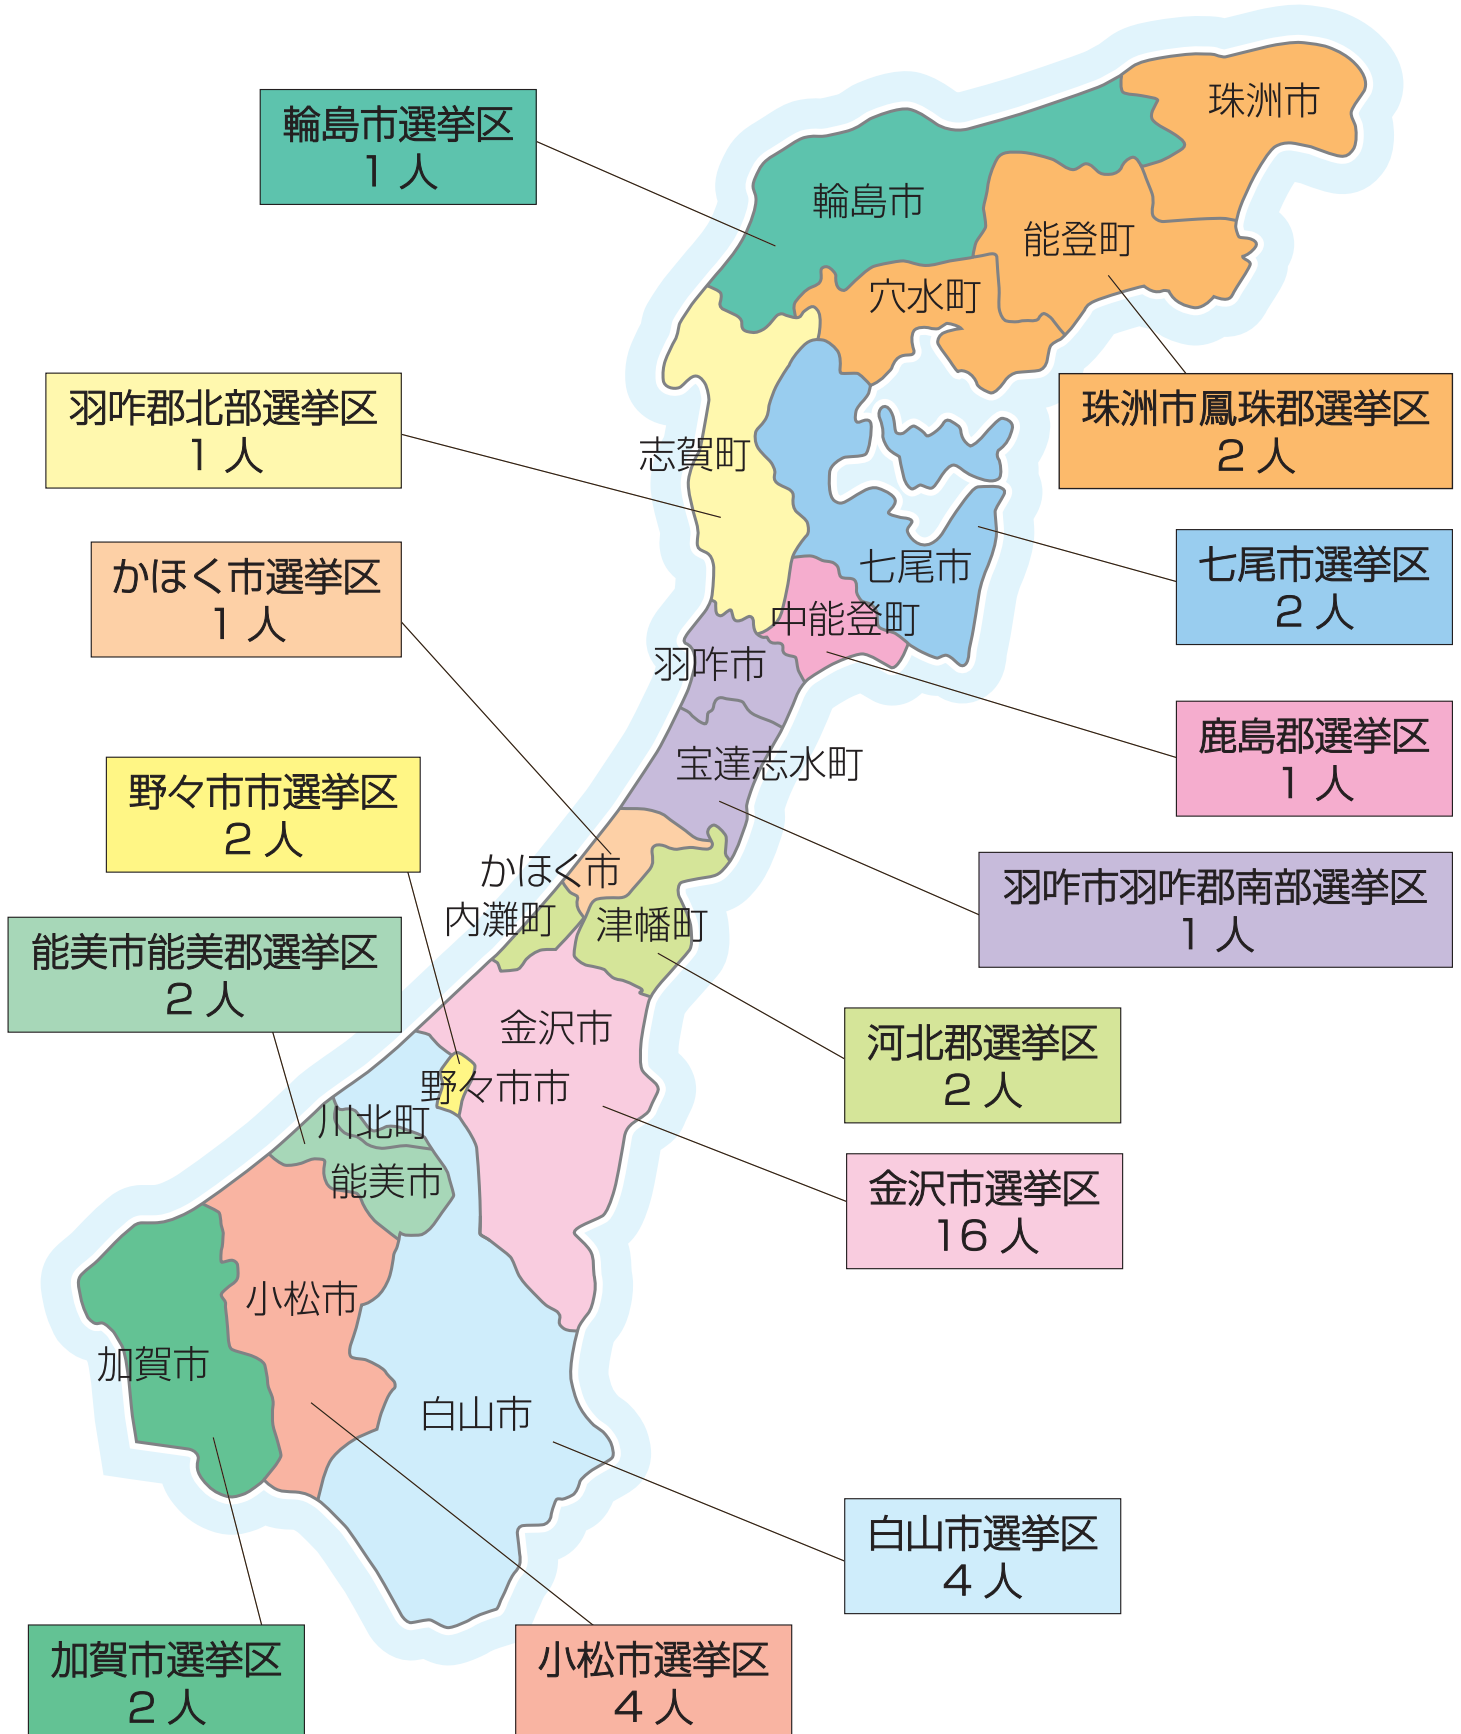 珠洲市
輪島市選挙区
1 人
輪島市
能登町
穴水町
羽咋郡北部選挙区
1 人
珠洲市鳳珠郡選挙区
2 人
志賀町
七尾市選挙区
2 人
かほく市選挙区
1 人
七尾市
中能登町
羽咋市
鹿島郡選挙区
1 人
宝達志水町
野々市市選挙区
2 人
羽咋市羽咋郡南部選挙区
1 人
かほく市
内灘町
津幡町
能美市能美郡選挙区
2 人
金沢市
河北郡選挙区
2 人
野々市市
川北町
能美市
金沢市選挙区
16 人
小松市
加賀市
白山市
白山市選挙区
4 人
加賀市選挙区
2 人
小松市選挙区
4 人